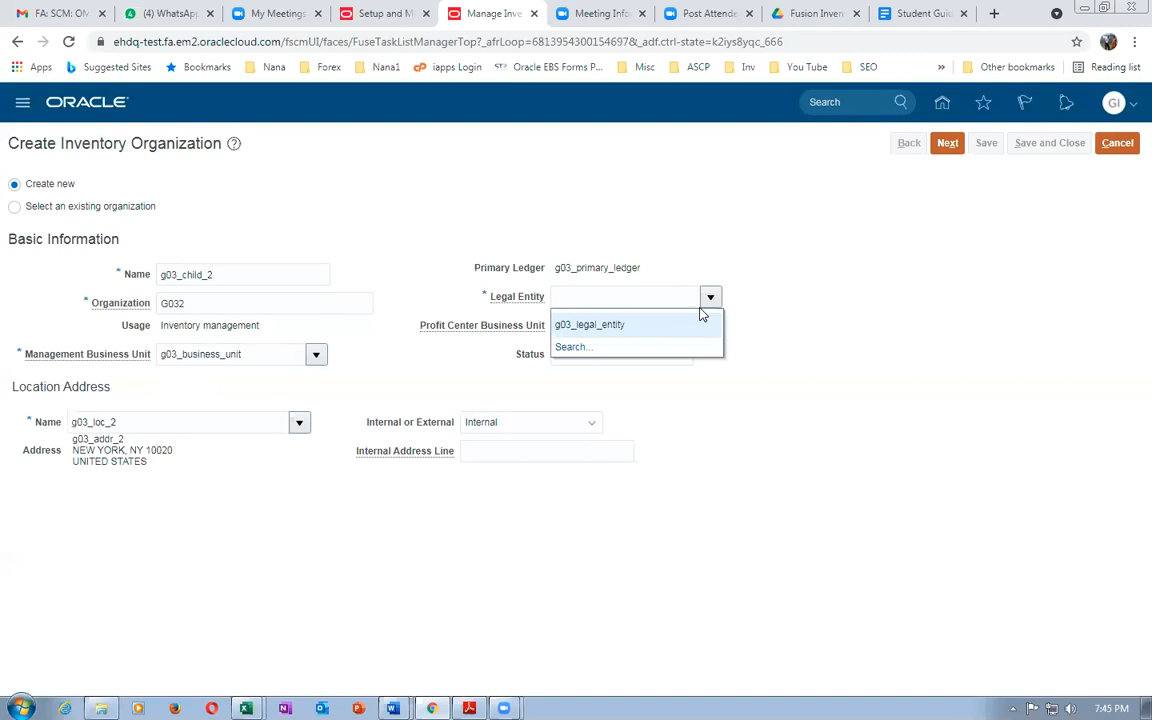 FA: SCM: OM
(4) WhatsApp
My Meetings
Setup and M
Manage Inve
Meeting Info
Post Attende
Fusion Inven
Student Guid
ehdq-test.fa.em2.oraclecloud.com/fscmUI/faces/FuseTaskListManagerTop?_afrLoop=6813954300154697&_adf.ctrl-state=k2iys8yqc_666
Apps
Suggested Sites
Bookmarks
Nana
Forex
Nana1
iapps Login
Oracle EBS Forms P...
Misc
ASCP
Inv
You Tube
SEO
»
Other bookmarks
Reading list
ORACLE
Search
GI
Create Inventory Organization ?
Back
Next
Save
Save and Close
Cancel
Create new
Select an existing organization
Basic Information
* Name g03_child_2
* Organization G032
Usage Inventory management
* Management Business Unit g03_business_unit
Primary Ledger g03_primary_ledger
* Legal Entity
g03_legal_entity
Search...
Profit Center Business Unit
Status
Location Address
* Name g03_loc_2
Address g03_addr_2
NEW YORK, NY 10020
UNITED STATES
Internal or External Internal
Internal Address Line
7:45 PM